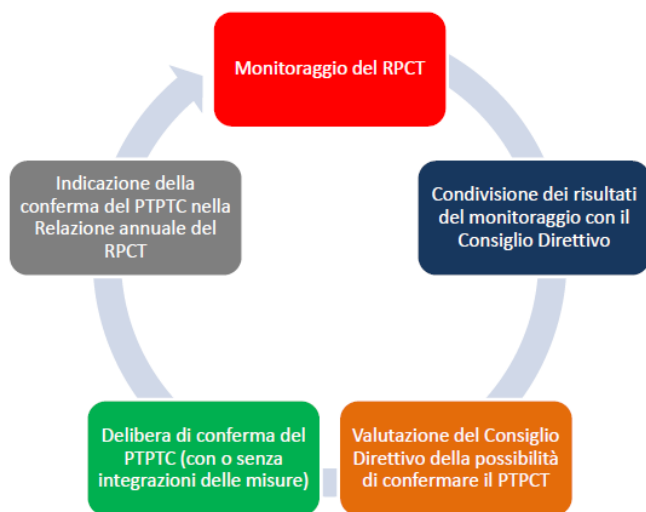 Monitoraggio del RPCT
Condivisione dei risultati
del monitoraggio con il
Consiglio Direttivo
Valutazione del Consiglio
Direttivo della possibilità
di confermare il PTPCT
Delibera di conferma del
PTPTC (con o senza
integrazioni delle misure)
Indicazione della
conferma del PTPTC nella
Relazione annuale del
RPCT